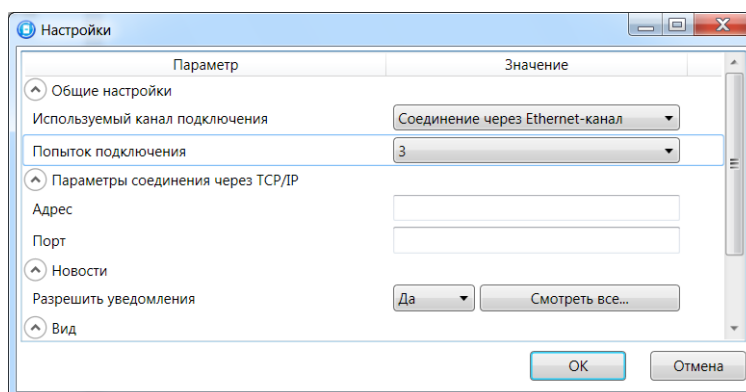 Настройки
Параметр Значение
Общие настройки
Используемый канал подключения Соединение через Ethernet-канал
Попыток подключения 3
Параметры соединения через TCP/IP
Адрес
Порт
Новости
Разрешить уведомления Да Смотреть все...
Вид
OK Отмена